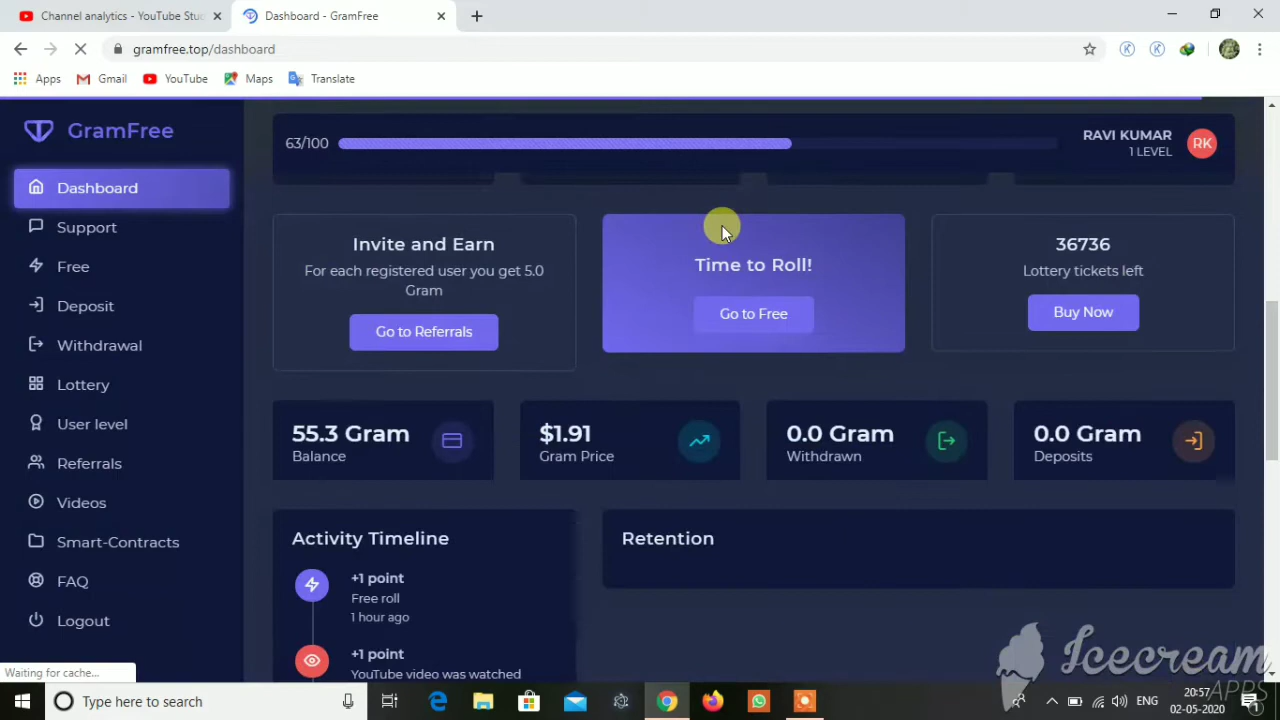 Channel analytics - YouTube Stu
Dashboard - GramFree
gramfree.top/dashboard
Apps
Gmail
YouTube
Maps
Translate
GramFree
Dashboard
Support
Free
Deposit
Withdrawal
Lottery
User level
Referrals
Videos
Smart-Contracts
FAQ
Logout
63/100
RAVI KUMAR
1 LEVEL
RK
Invite and Earn
For each registered user you get 5.0
Gram
Go to Referrals
Time to Roll!
Go to Free
36736
Lottery tickets left
Buy Now
55.3 Gram
Balance
$1.91
Gram Price
0.0 Gram
Withdrawn
0.0 Gram
Deposits
Activity Timeline
+1 point
Free roll
1 hour ago
+1 point
YouTube video was watched
Retention
Waiting for cache...
Icecream
APPS
Type here to search
ENG
20:57
02-05-2020
1